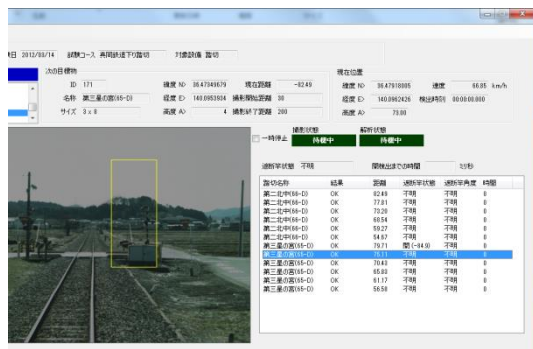 日 2012/03/14 試験コース 真岡鉄道下り踏切 対象設備 踏切
次の目標物
ID 171 緯度 N> 36.47349679 現在距離 -82.49
名称 第三星の宮(65-D) 経度 E> 140.0953934 撮影開始距離 30
サイズ 3 x 8 高度 A> 4 撮影終了距離 200
現在位置
緯度 N> 36.47918005 速度 66.85 km/h
経度 E> 140.0962426 検出時刻 00:00:00.000
高度 A> 73.00
一時停止
撮影状態 待機中
解析状態 待機中
遮断竿状態 不明 開検出までの時間 ミリ秒
踏切名称 結果 距離 遮断竿状態 遮断竿角度 時間
第二北中(66-D) OK 82.49 不明 不明 0
第二北中(66-D) OK 77.81 不明 不明 0
第二北中(66-D) OK 73.20 不明 不明 0
第二北中(66-D) OK 68.54 不明 不明 0
第二北中(66-D) OK 59.27 不明 不明 0
第二北中(66-D) OK 54.67 不明 不明 0
第三星の宮(65-D) OK 79.71 開(-84.9) 不明 0
第三星の宮(65-D) OK 75.11 不明 不明 0
第三星の宮(65-D) OK 70.43 不明 不明 0
第三星の宮(65-D) OK 65.83 不明 不明 0
第三星の宮(65-D) OK 61.17 不明 不明 0
第三星の宮(65-D) OK 56.50 不明 不明 0